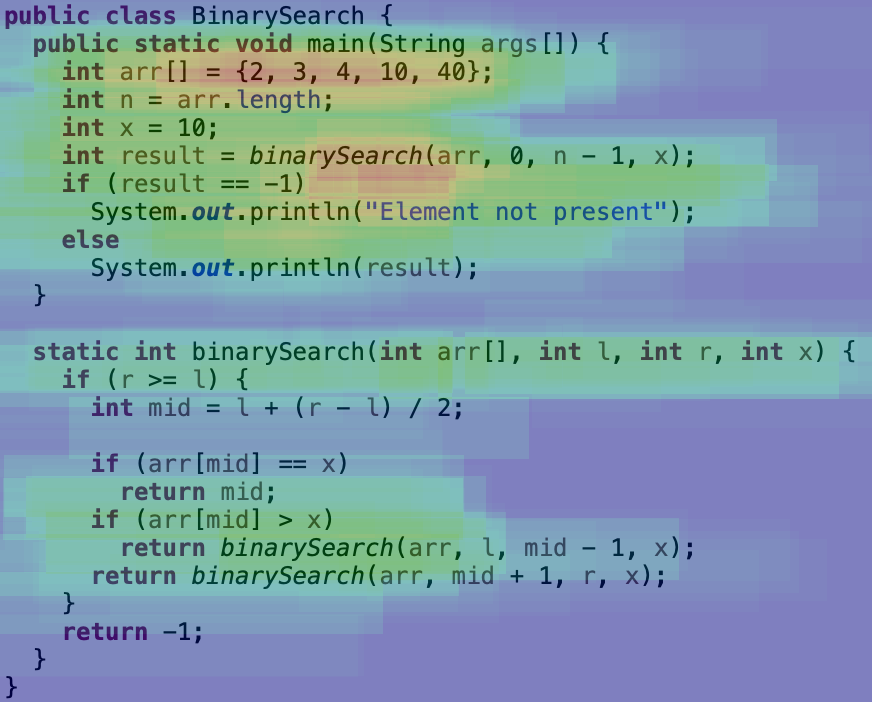 public class BinarySearch {
  public static void main(String args[]) {
    int arr[] = {2, 3, 4, 10, 40};
    int n = arr.length;
    int x = 10;
    int result = binarySearch(arr, 0, n - 1, x);
    if (result == -1)
      System.out.println("Element not present");
    else
      System.out.println(result);
  }

  static int binarySearch(int arr[], int l, int r, int x) {
    if (r >= l) {
      int mid = l + (r - l) / 2;

      if (arr[mid] == x)
        return mid;
      if (arr[mid] > x)
        return binarySearch(arr, l, mid - 1, x);
      return binarySearch(arr, mid + 1, r, x);
    }
    return -1;
  }
}